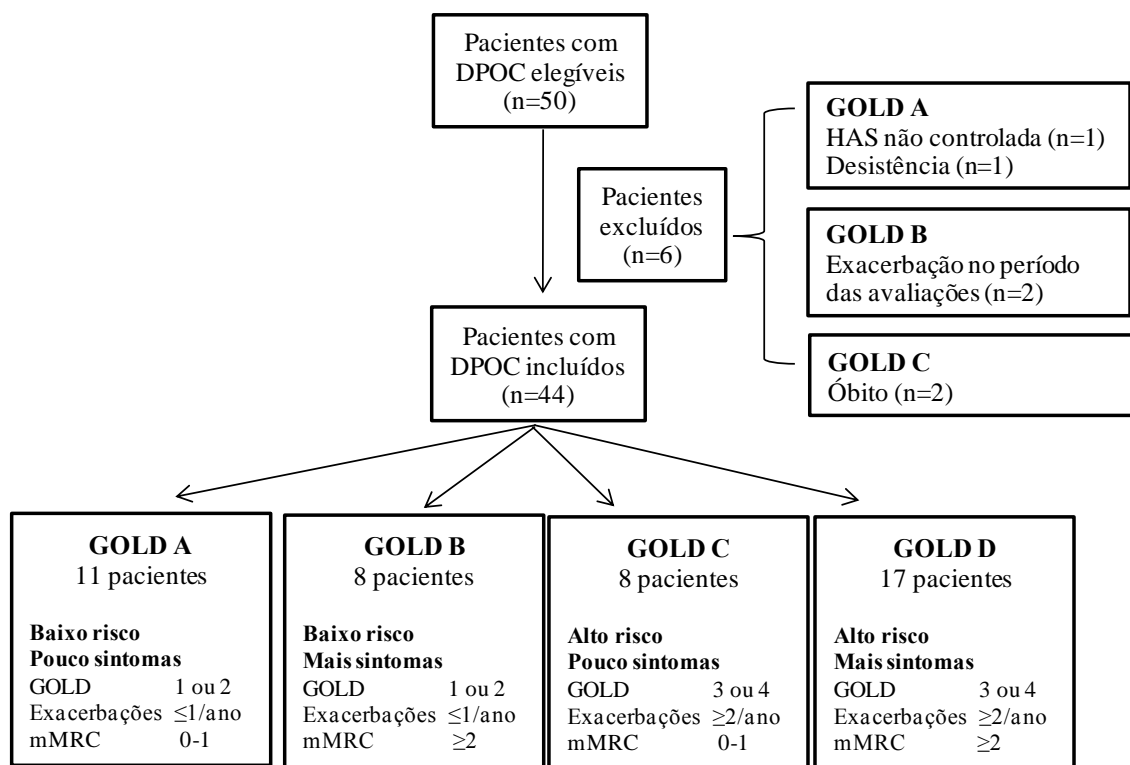 Pacientes com
DPOC elegíveis
(n=50)
GOLD A
HAS não controlada (n=1)
Desistência (n=1)
Pacientes
excluídos
(n=6)
GOLD B
Exacerbação no período
das avaliações (n=2)
GOLD C
Óbito (n=2)
Pacientes com
DPOC incluídos
(n=44)
GOLD A
11 pacientes
Baixo risco
Pouco sintomas
GOLD 1 ou 2
Exacerbações ≤1/ano
mMRC 0-1
GOLD B
8 pacientes
Baixo risco
Mais sintomas
GOLD 1 ou 2
Exacerbações ≤1/ano
mMRC ≥2
GOLD C
8 pacientes
Alto risco
Pouco sintomas
GOLD 3 ou 4
Exacerbações ≥2/ano
mMRC 0-1
GOLD D
17 pacientes
Alto risco
Mais sintomas
GOLD 3 ou 4
Exacerbações ≥2/ano
mMRC ≥2